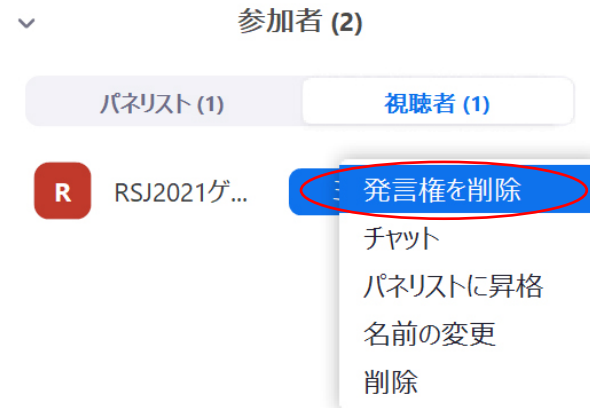 参加者 (2)
パネリスト (1)
視聴者 (1)
R
RSJ2021ゲ...
発言権を削除
チャット
パネリストに昇格
名前の変更
削除